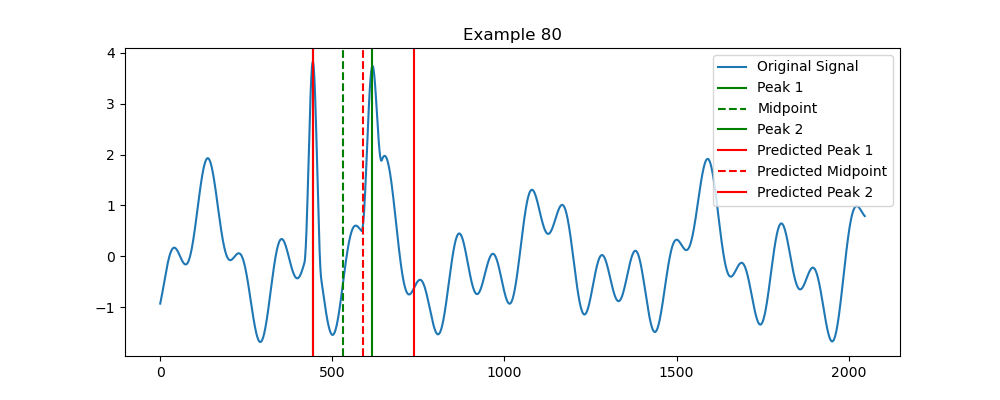 Example 80
4
3
2
1
0
−1
0
500
1000
1500
2000
Original Signal
Peak 1
Midpoint
Peak 2
Predicted Peak 1
Predicted Midpoint
Predicted Peak 2